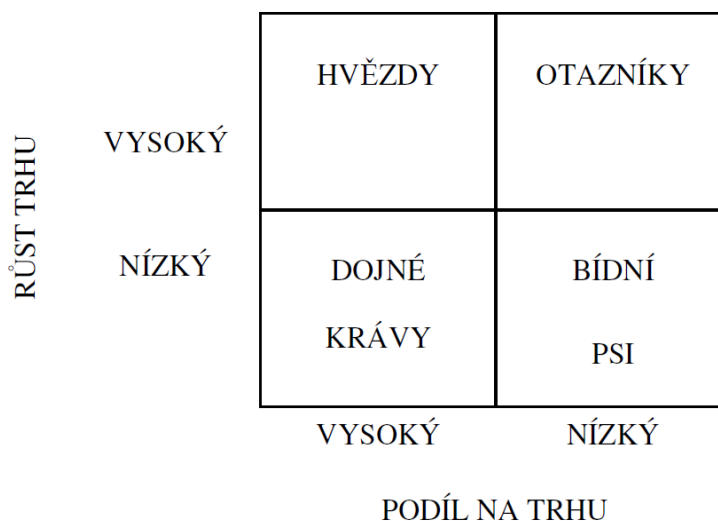 HVĚZDY OTAZNÍKY
VYSOKÝ
RŮST TRHU
NÍZKÝ DOJNÉ BÍDNÍ
KRÁVY PSI
VYSOKÝ NÍZKÝ
PODÍL NA TRHU